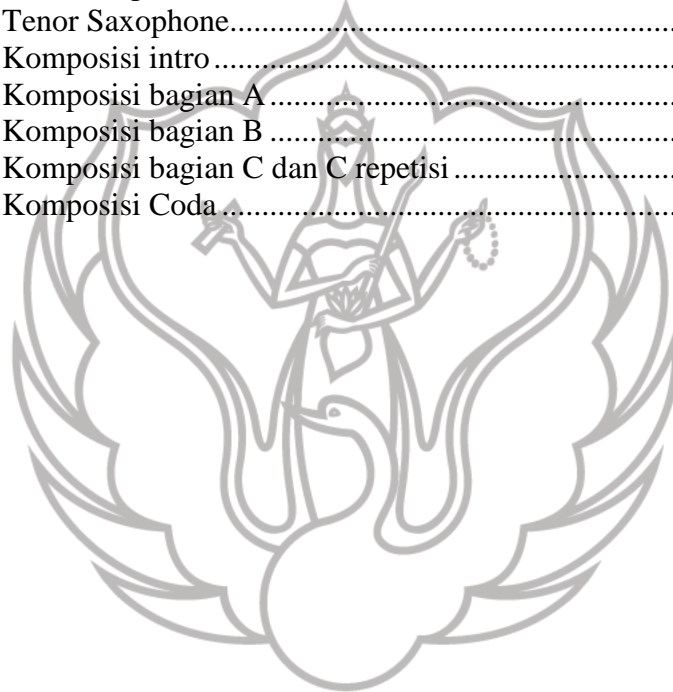 Tenor Saxophone..........................................................
Komposisi intro............................................................
Komposisi bagian A.....................................................
Komposisi bagian B.....................................................
Komposisi bagian C dan C repetisi.............................
Komposisi Coda...........................................................